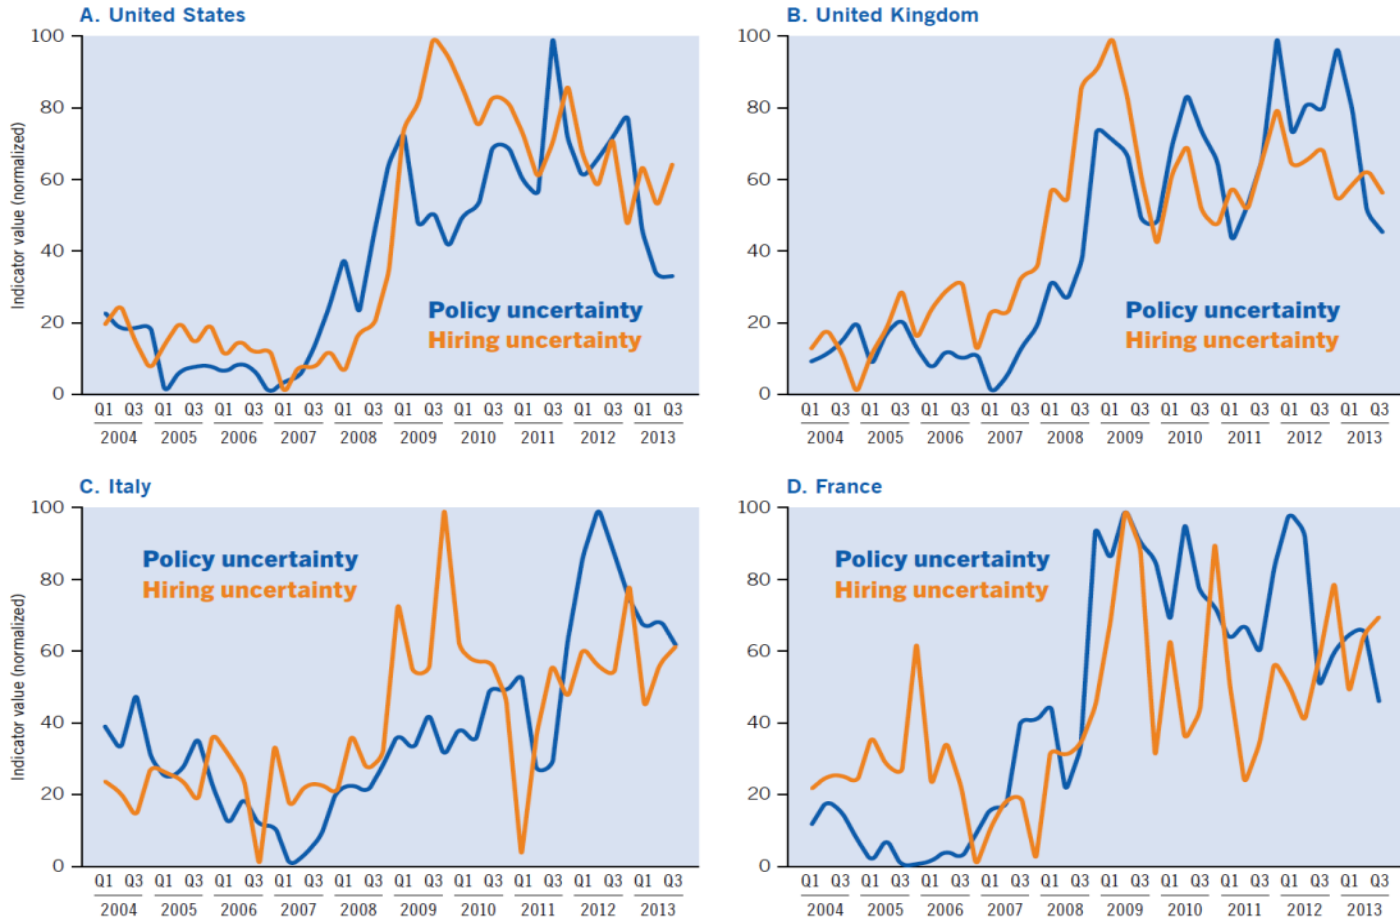 A. United States
B. United Kingdom
Indicator value (normalized)
100
80
60
40
20
0
Policy uncertainty
Hiring uncertainty
Q1 Q3 Q1 Q3 Q1 Q3 Q1 Q3 Q1 Q3 Q1 Q3 Q1 Q3 Q1 Q3 Q1 Q3 Q1 Q3
2004 2005 2006 2007 2008 2009 2010 2011 2012 2013
100
80
60
40
20
0
Policy uncertainty
Hiring uncertainty
Q1 Q3 Q1 Q3 Q1 Q3 Q1 Q3 Q1 Q3 Q1 Q3 Q1 Q3 Q1 Q3 Q1 Q3 Q1 Q3
2004 2005 2006 2007 2008 2009 2010 2011 2012 2013
C. Italy
D. France
Indicator value (normalized)
100
80
60
40
20
0
Policy uncertainty
Hiring uncertainty
Q1 Q3 Q1 Q3 Q1 Q3 Q1 Q3 Q1 Q3 Q1 Q3 Q1 Q3 Q1 Q3 Q1 Q3 Q1 Q3
2004 2005 2006 2007 2008 2009 2010 2011 2012 2013
100
80
60
40
20
0
Policy uncertainty
Hiring uncertainty
Q1 Q3 Q1 Q3 Q1 Q3 Q1 Q3 Q1 Q3 Q1 Q3 Q1 Q3 Q1 Q3 Q1 Q3 Q1 Q3
2004 2005 2006 2007 2008 2009 2010 2011 2012 2013